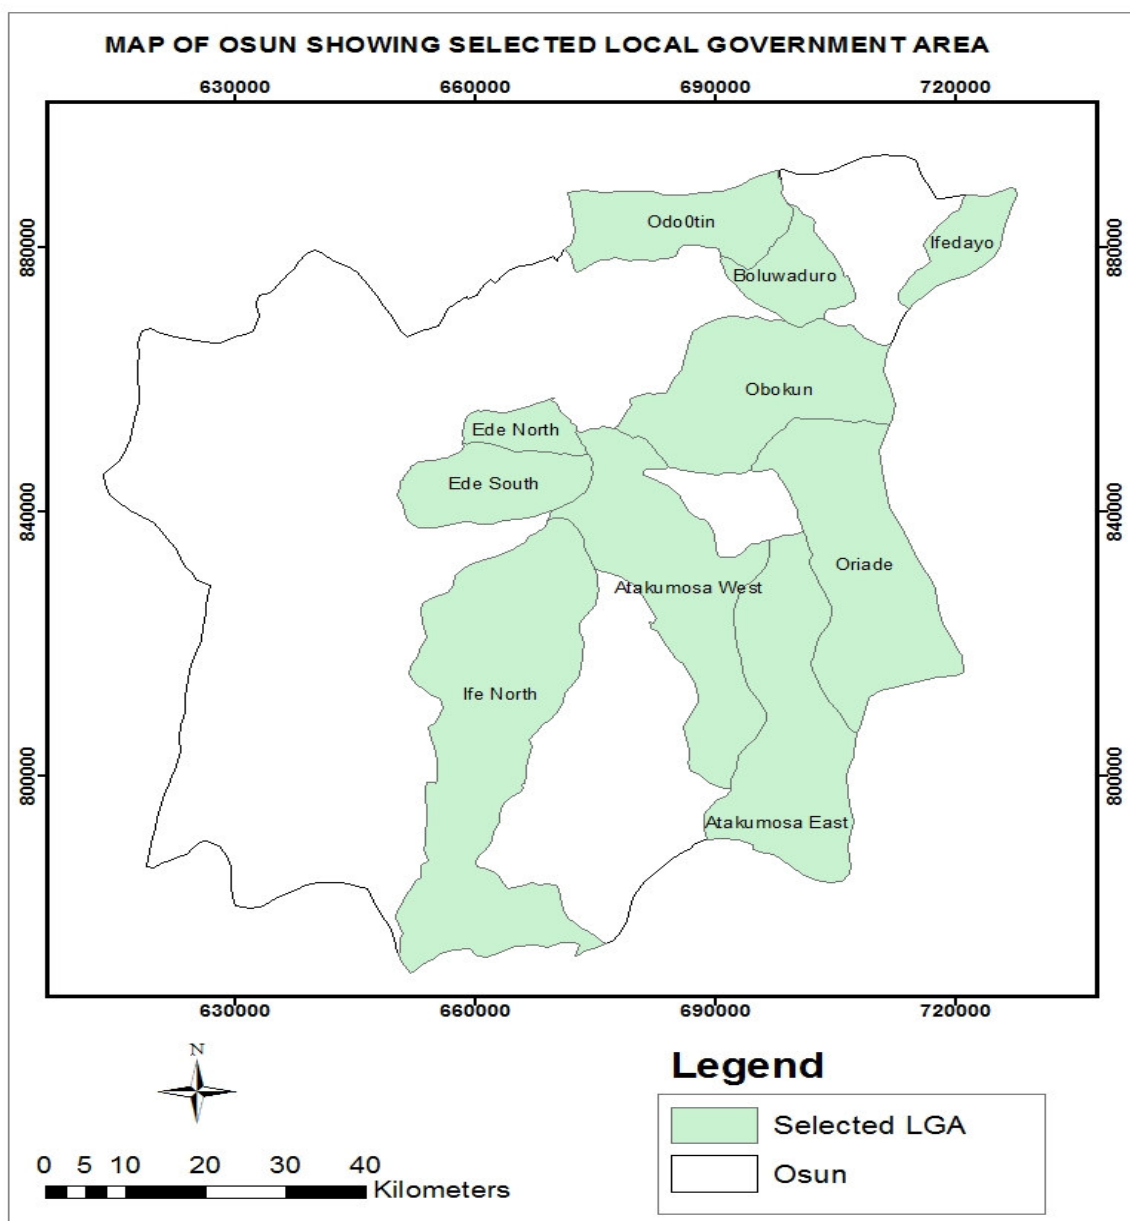 MAP OF OSUN SHOWING SELECTED LOCAL GOVERNMENT AREA
630000 660000 690000 720000
Odo0tin
Ifedayo
880000 880000
Boluwaduro
Obokun
Ede North
Ede South
840000 840000
Oriade
Atakumosa West
Ife North
800000 800000
Atakumosa East
630000 660000 690000 720000
N
Legend
Selected LGA
Osun
0 5 10 20 30 40
Kilometers